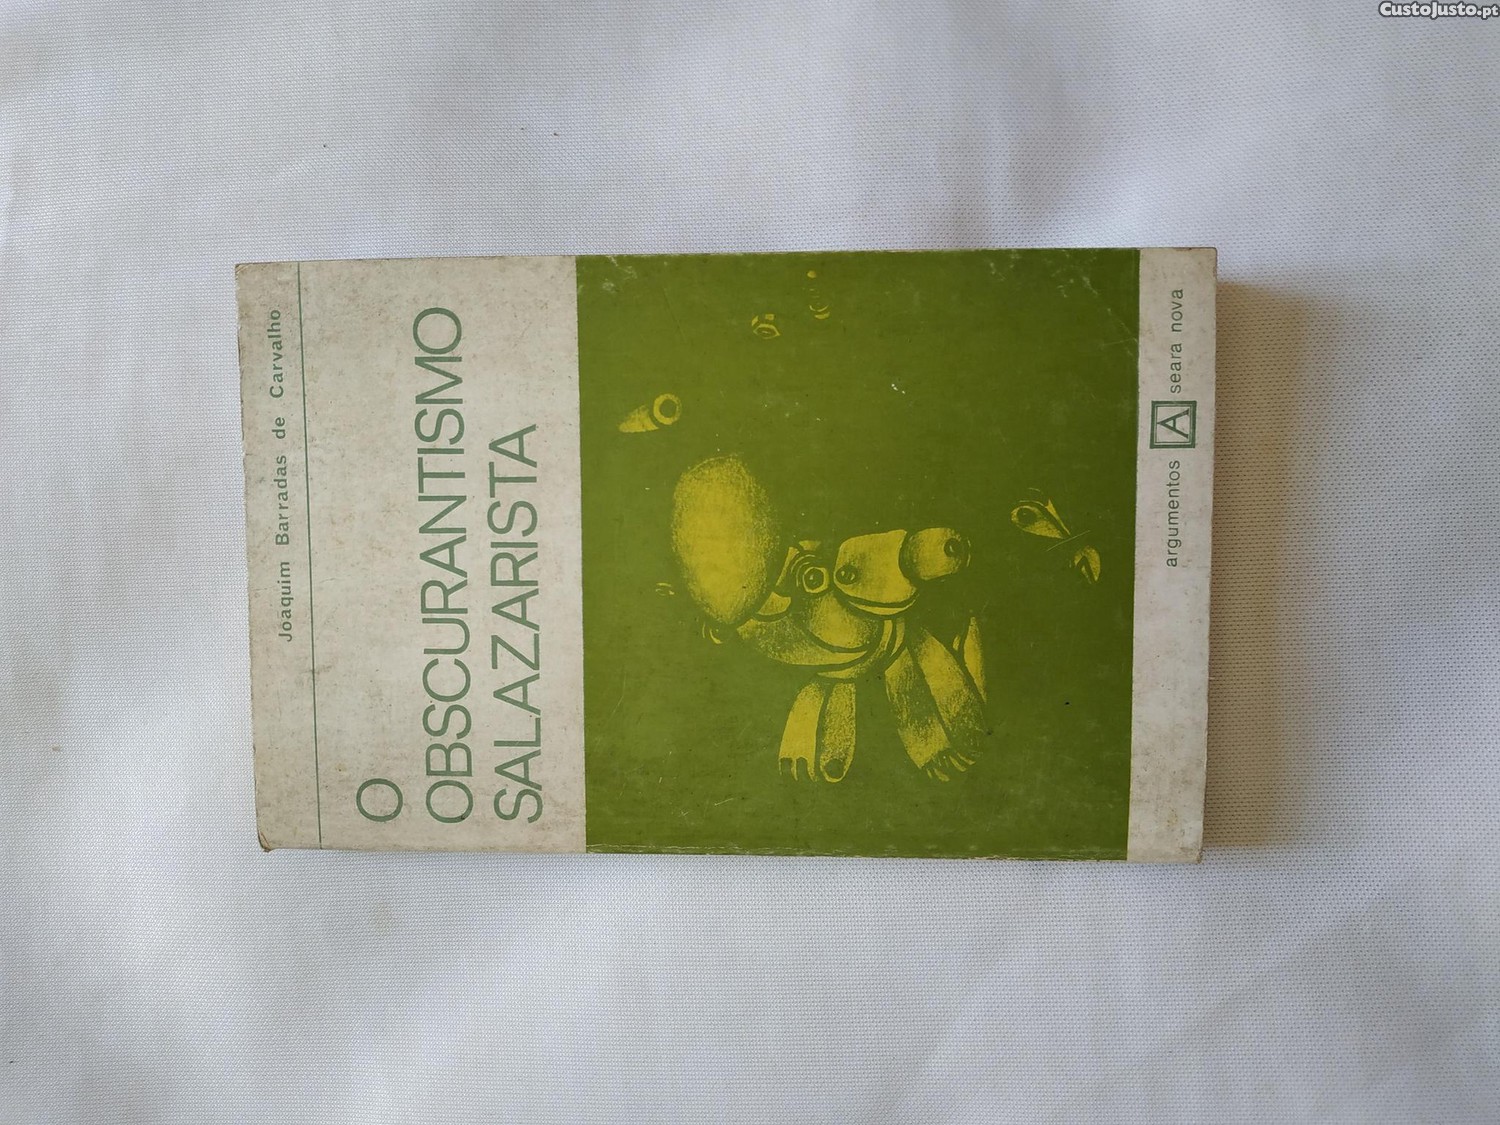 Joaquim Barradas de Carvalho
O
OBSCURANTISMO
SALAZARISTA
argumentos A seara nova
CustoJusto.pt